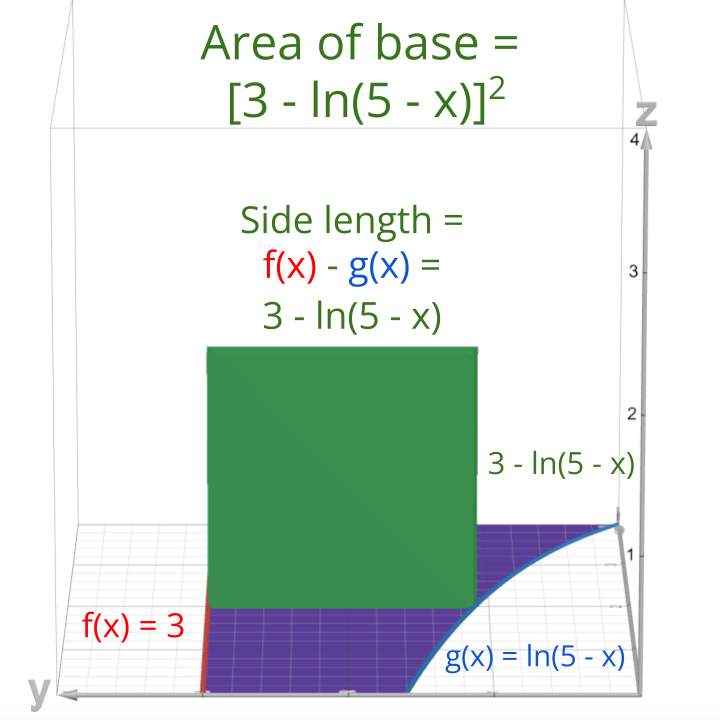 Area of base =
[3 - ln(5 - x)]²
z
4
Side length =
f(x) - g(x) =
3
3 - ln(5 - x)
2
3 - ln(5 - x)
1
f(x) = 3
g(x) = ln(5 - x)
y